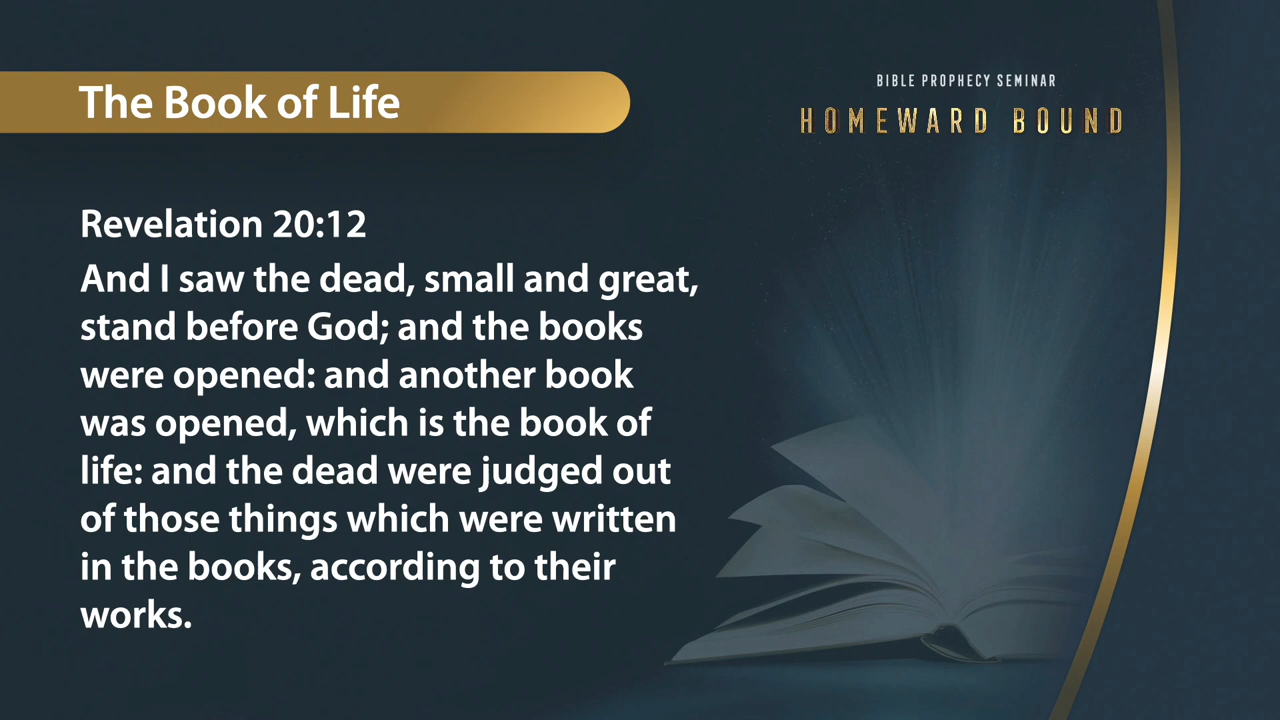 The Book of Life
BIBLE PROPHECY SEMINAR
HOMEWARD BOUND
Revelation 20:12
And I saw the dead, small and great,
stand before God; and the books
were opened: and another book
was opened, which is the book of
life: and the dead were judged out
of those things which were written
in the books, according to their
works.